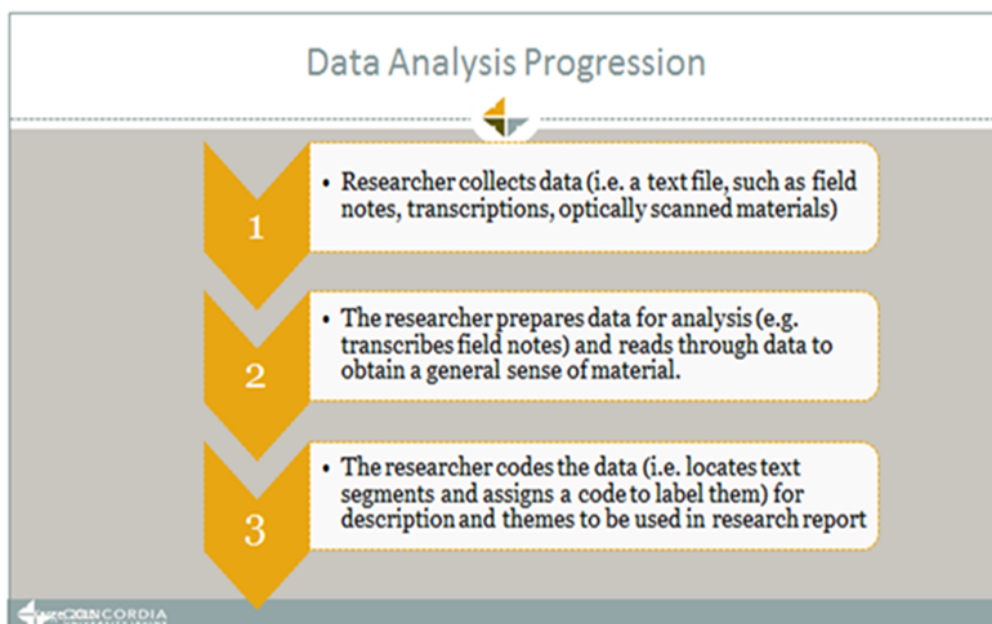 Data Analysis Progression
1
• Researcher collects data (i.e. a text file, such as field
notes, transcriptions, optically scanned materials)
2
• The researcher prepares data for analysis (e.g.
transcribes field notes) and reads through data to
obtain a general sense of material.
3
• The researcher codes the data (i.e. locates text
segments and assigns a code to label them) for
description and themes to be used in research report